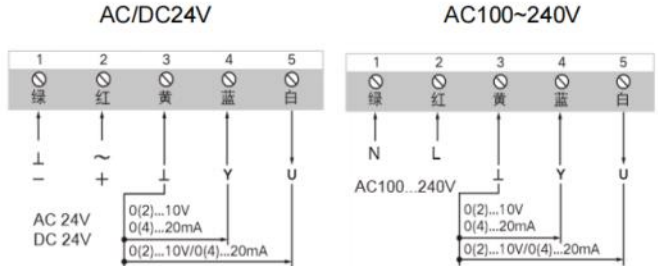 AC/DC24V
1 2 3 4 5
绿 红 黄 蓝 白
⊥ ~ ⊥ Y U
− +
AC 24V
DC 24V
0(2)...10V
0(4)...20mA
0(2)...10V/0(4)...20mA
AC100~240V
1 2 3 4 5
绿 红 黄 蓝 白
N L ⊥ Y U
AC100...240V
0(2)...10V
0(4)...20mA
0(2)...10V/0(4)...20mA